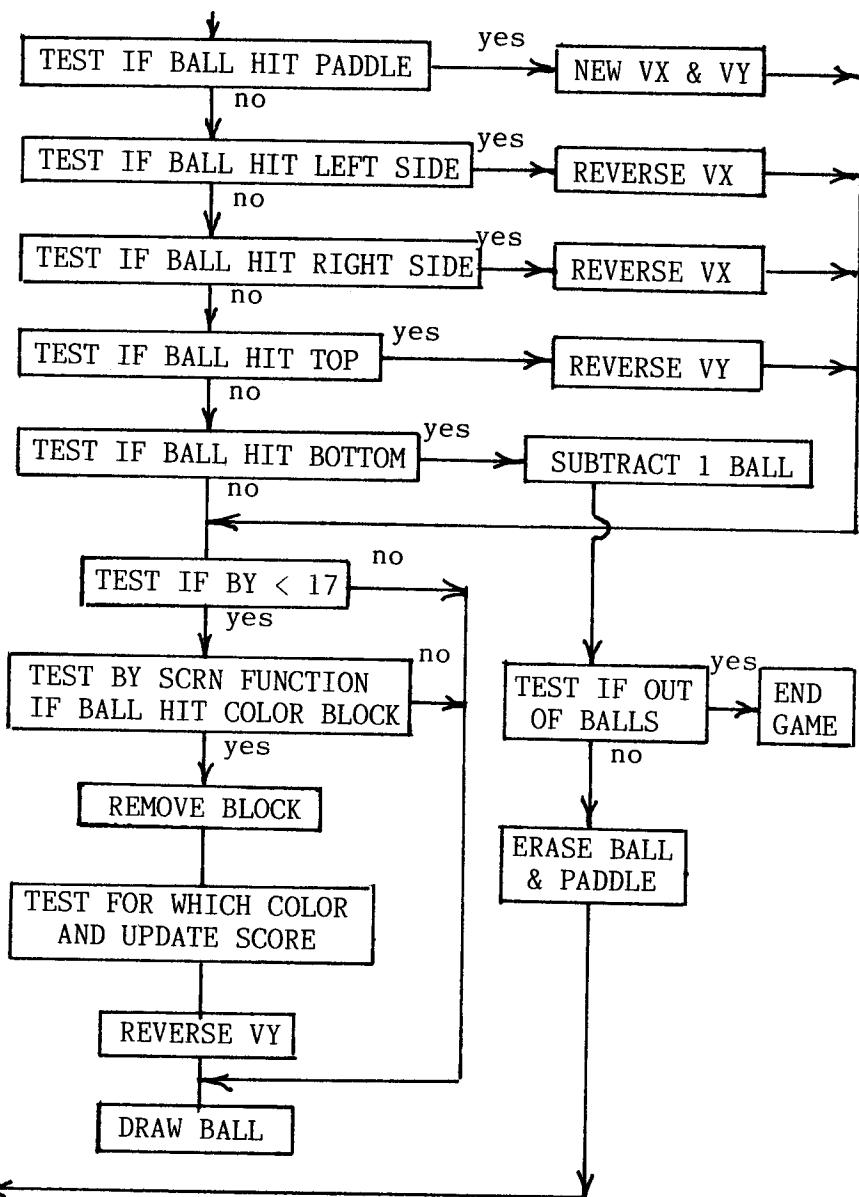 yes
TEST IF BALL HIT PADDLE
NEW VX & VY
no
yes
TEST IF BALL HIT LEFT SIDE
REVERSE VX
no
yes
TEST IF BALL HIT RIGHT SIDE
REVERSE VX
no
yes
TEST IF BALL HIT TOP
REVERSE VY
no
yes
TEST IF BALL HIT BOTTOM
SUBTRACT 1 BALL
no
no
TEST IF BY < 17
yes
no
TEST BY SCRN FUNCTION
IF BALL HIT COLOR BLOCK
yes
REMOVE BLOCK
TEST FOR WHICH COLOR
AND UPDATE SCORE
REVERSE VY
DRAW BALL
yes
TEST IF OUT
OF BALLS
END
GAME
no
ERASE BALL
& PADDLE